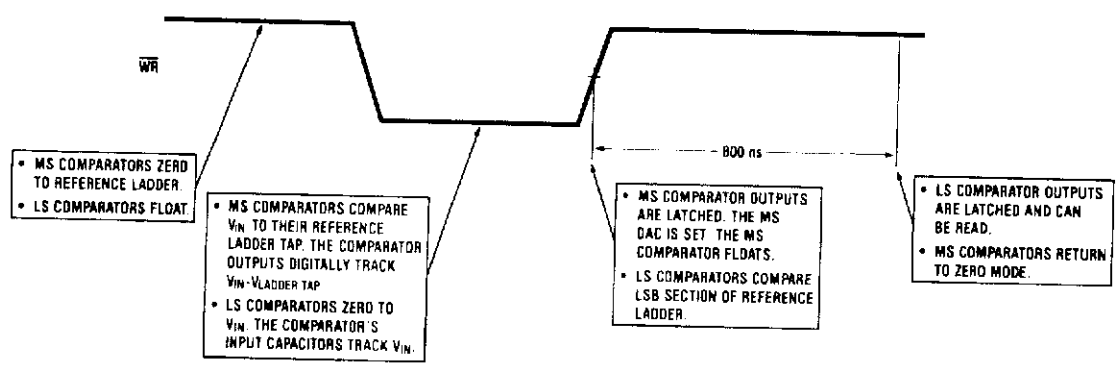 W̅R̅
800 ns
• MS COMPARATORS ZERO
TO REFERENCE LADDER.
• LS COMPARATORS FLOAT.
• MS COMPARATORS COMPARE
VIN TO THEIR REFERENCE
LADDER TAP. THE COMPARATOR
OUTPUTS DIGITALLY TRACK
VIN-VLADDER TAP
• LS COMPARATORS ZERO TO
VIN. THE COMPARATOR'S
INPUT CAPACITORS TRACK VIN.
• MS COMPARATOR OUTPUTS
ARE LATCHED. THE MS
DAC IS SET. THE MS
COMPARATOR FLOATS.
• LS COMPARATORS COMPARE
LSB SECTION OF REFERENCE
LADDER.
• LS COMPARATOR OUTPUTS
ARE LATCHED AND CAN
BE READ.
• MS COMPARATORS RETURN
TO ZERO MODE.